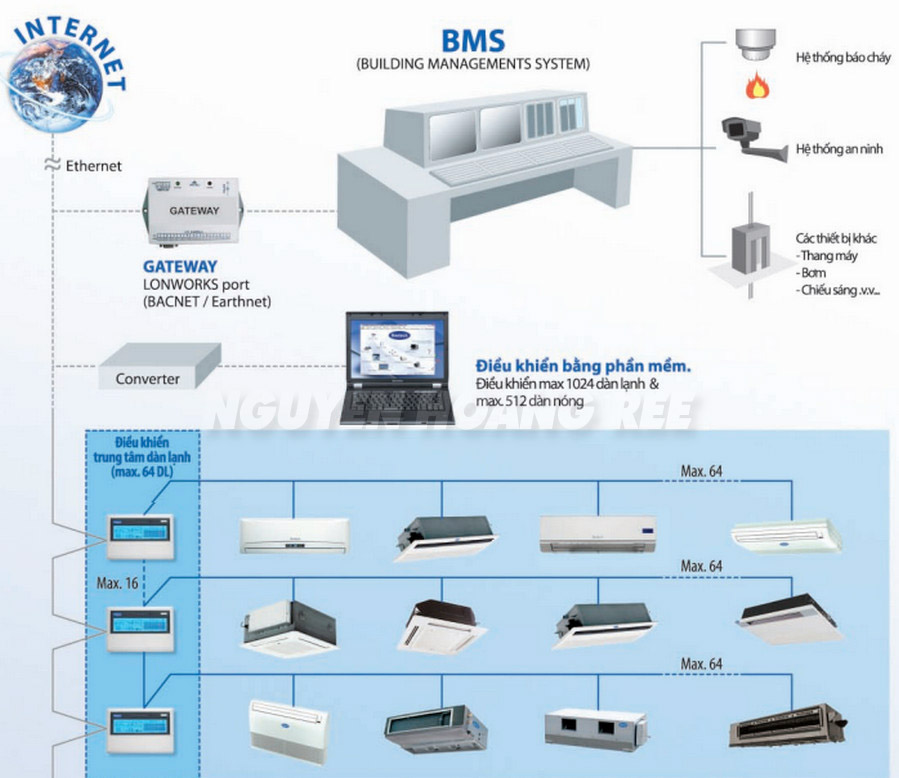 INTERNET
BMS
(BUILDING MANAGEMENTS SYSTEM)
Hệ thống báo cháy
Ethernet
Hệ thống an ninh
GATEWAY
GATEWAY
LONWORKS port
(BACNET / Earthnet)
Các thiết bị khác
- Thang máy
- Bơm
- Chiếu sáng .v.v...
Converter
Điều khiển bằng phần mềm.
Điều khiển max 1024 dàn lạnh &
max. 512 dàn nóng
NGUYEN HOANG REE
Điều khiển
trung tâm dàn lạnh
(max. 64 DL)
Max. 64
Max. 16
Max. 64
Max. 64